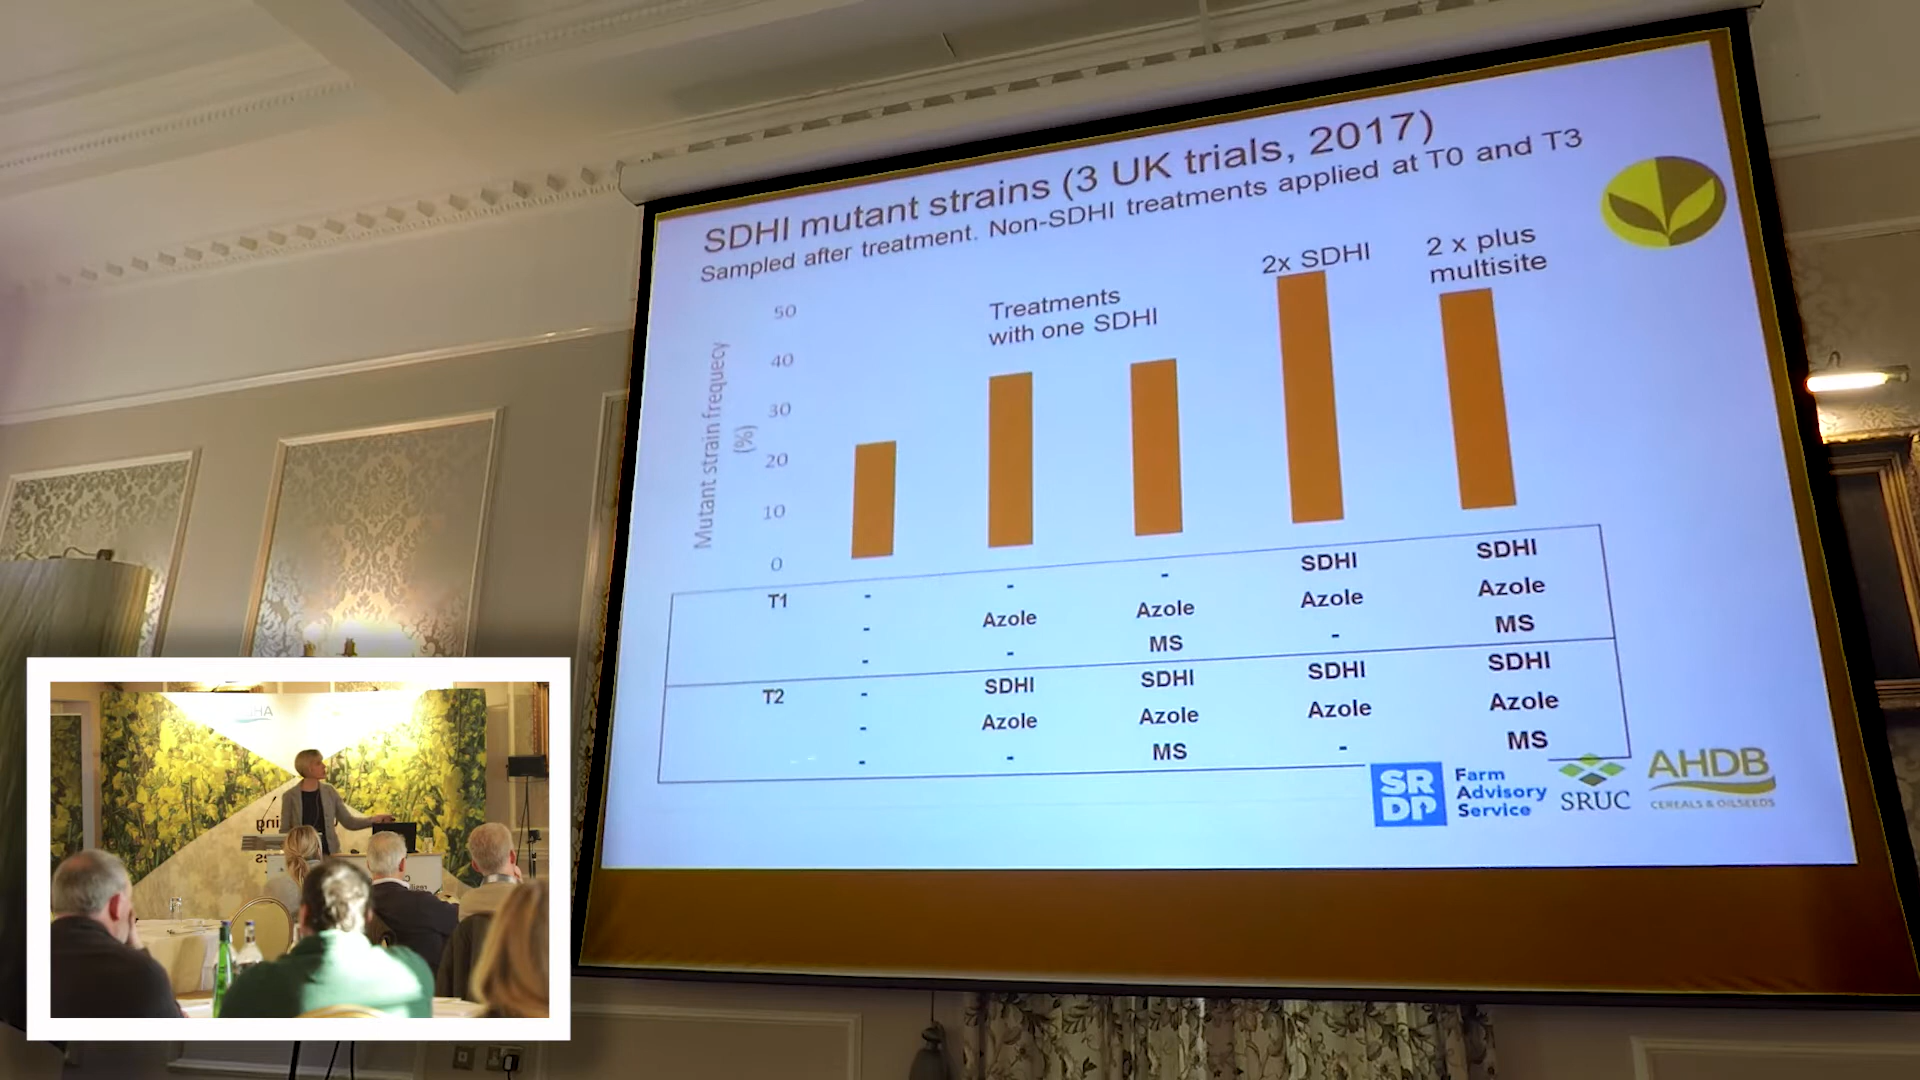 SDHI mutant strains (3 UK trials, 2017)
Sampled after treatment. Non-SDHI treatments applied at T0 and T3
Mutant strain frequecy
(%)
50
40
30
20
10
0
Treatments
with one SDHI
2x SDHI
2 x plus
multisite
T1 - - - SDHI SDHI
- Azole Azole Azole Azole
- - MS - MS
T2 - SDHI SDHI SDHI SDHI
- Azole Azole Azole Azole
- - MS - MS
SR
DP
Farm
Advisory
Service
SRUC
AHDB
CEREALS & OILSEEDS